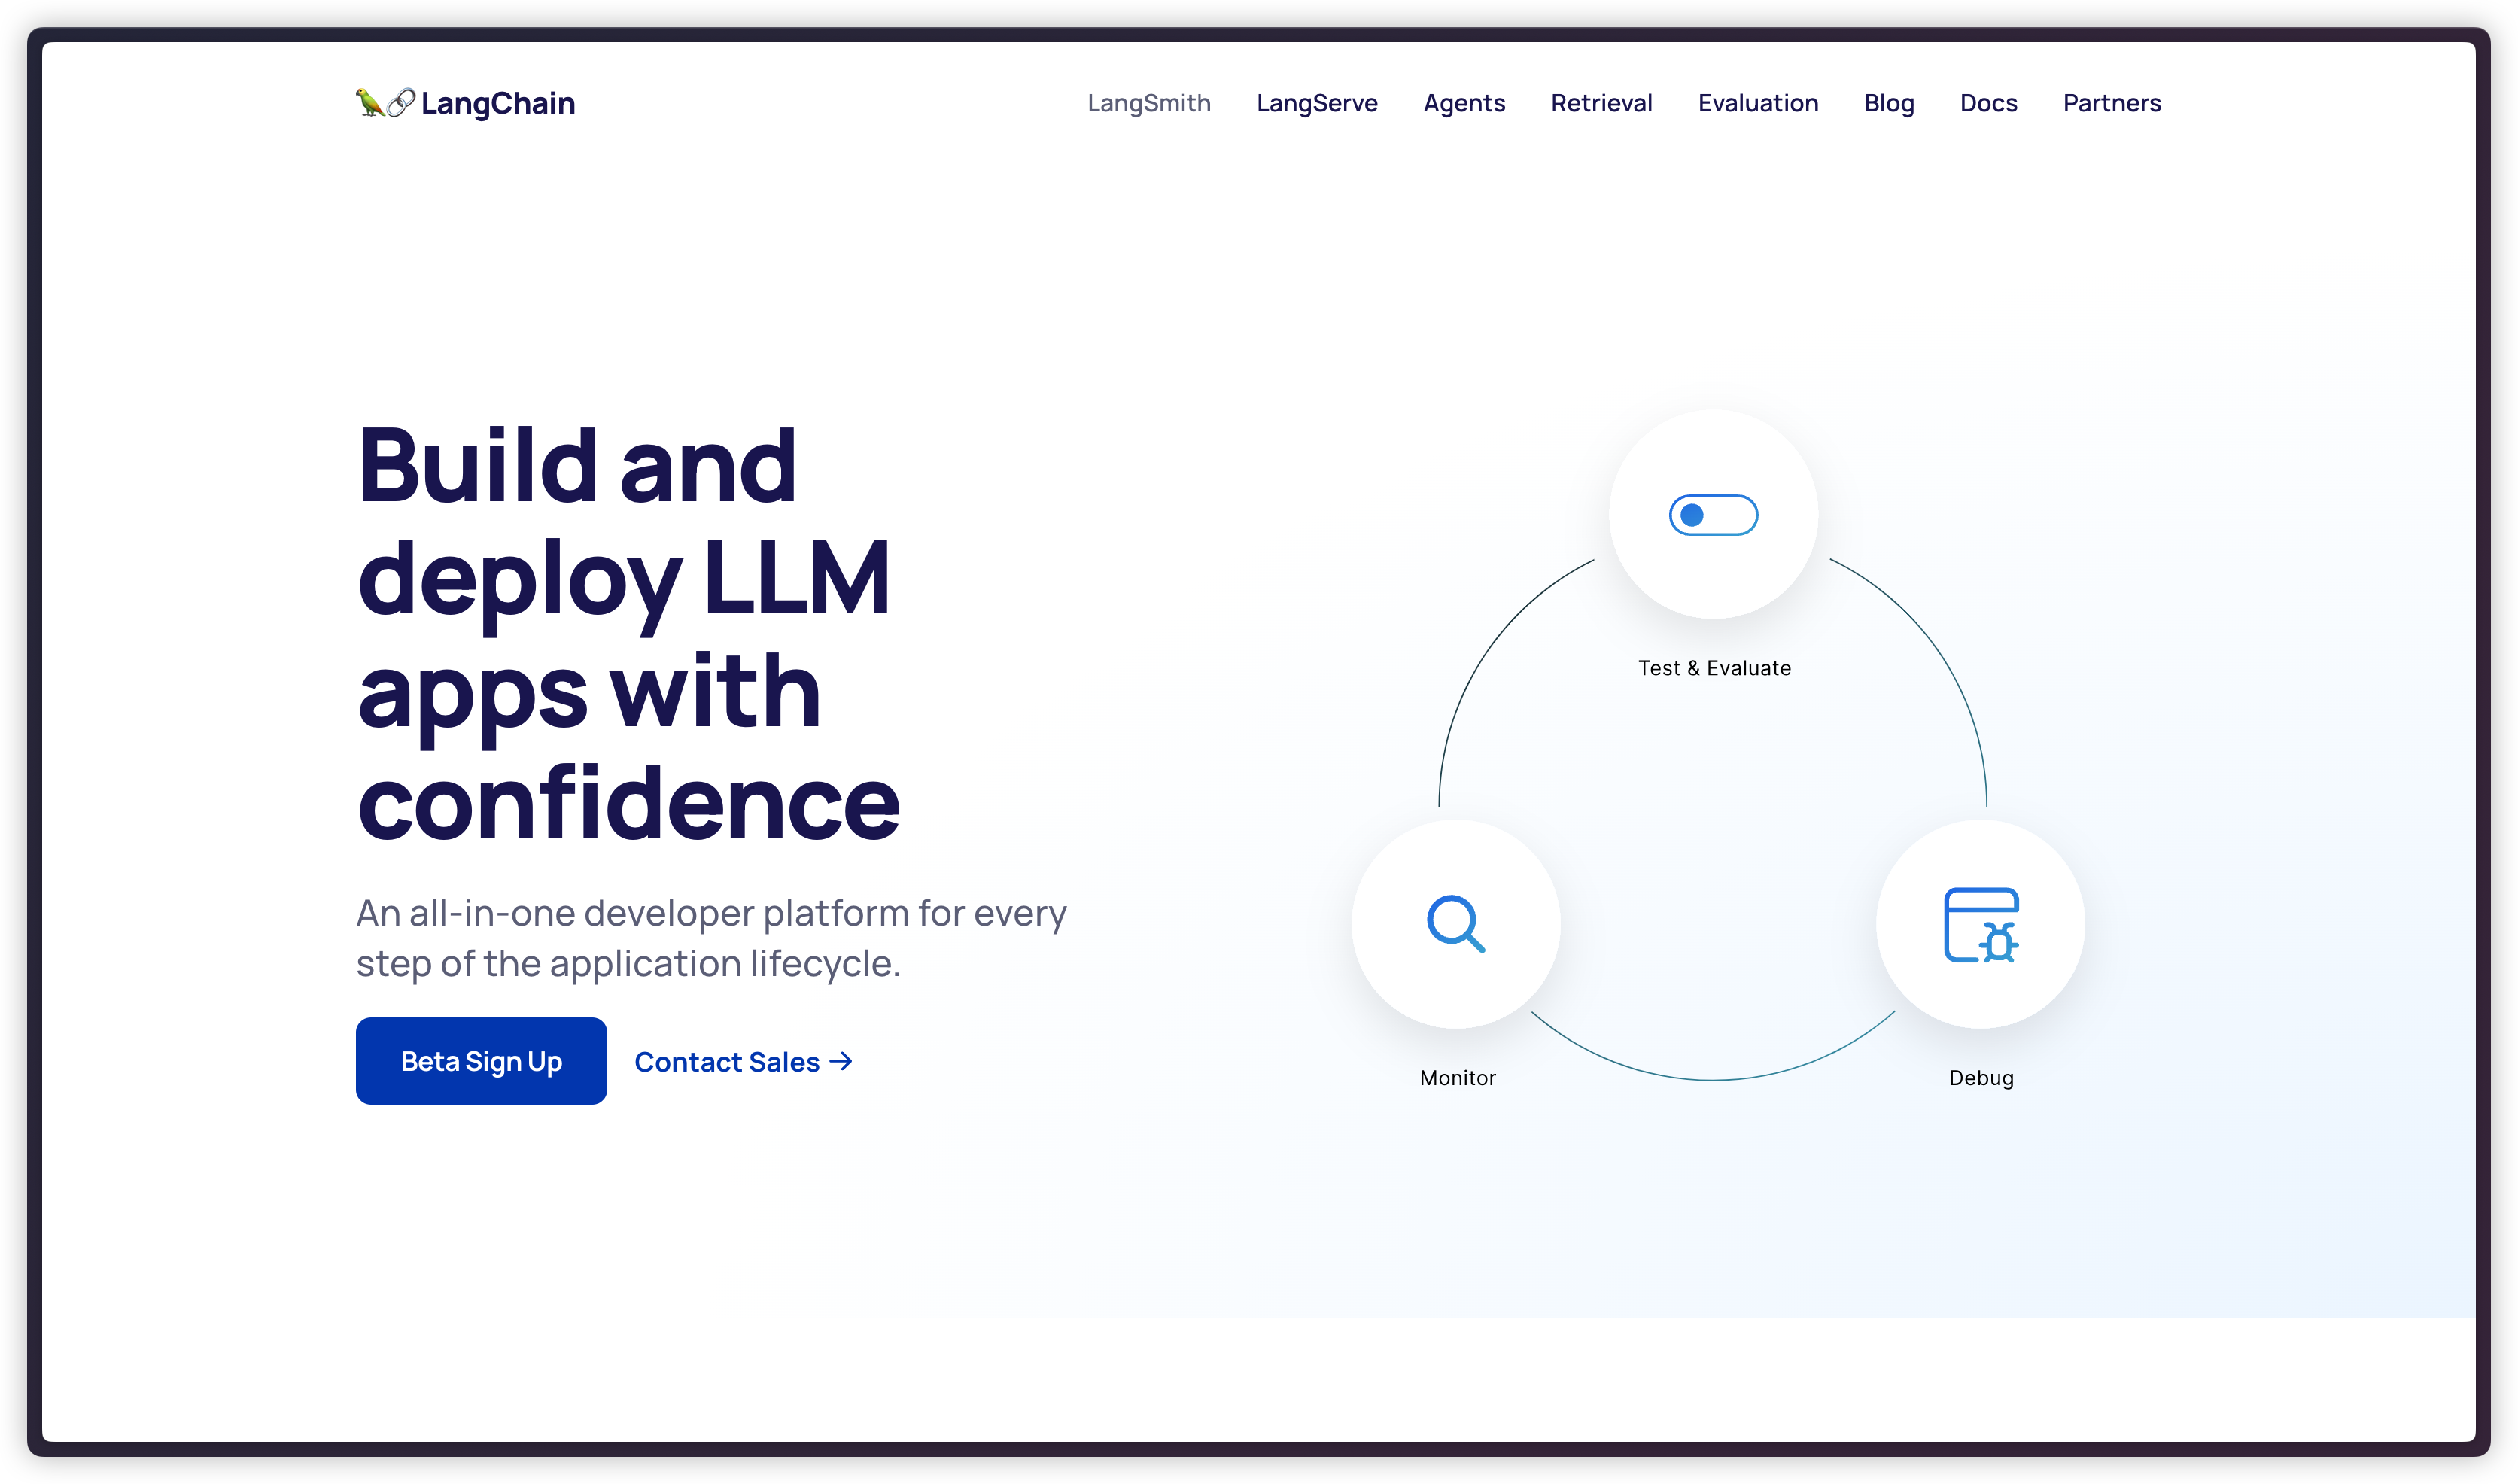 LangChain
LangSmith LangServe Agents Retrieval Evaluation Blog Docs Partners
Build and
deploy LLM
apps with
confidence
An all-in-one developer platform for every
step of the application lifecycle.
Beta Sign Up
Contact Sales →
Test & Evaluate
Monitor
Debug